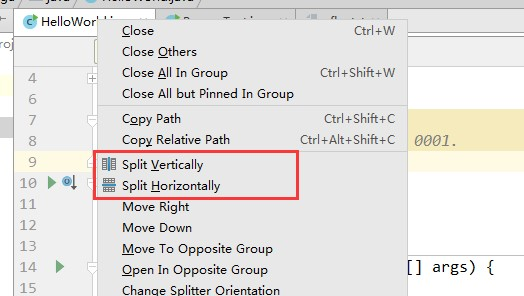 HelloWorld
Close Ctrl+W
Close Others
Close All In Group Ctrl+Shift+W
Close All but Pinned In Group
Copy Path Ctrl+Shift+C
Copy Relative Path Ctrl+Alt+Shift+C
Split Vertically
Split Horizontally
Move Right
Move Down
Move To Opposite Group
Open In Opposite Group
Change Splitter Orientation
4
6
7
8 0001.
9
10
11
14 [] args) {
15